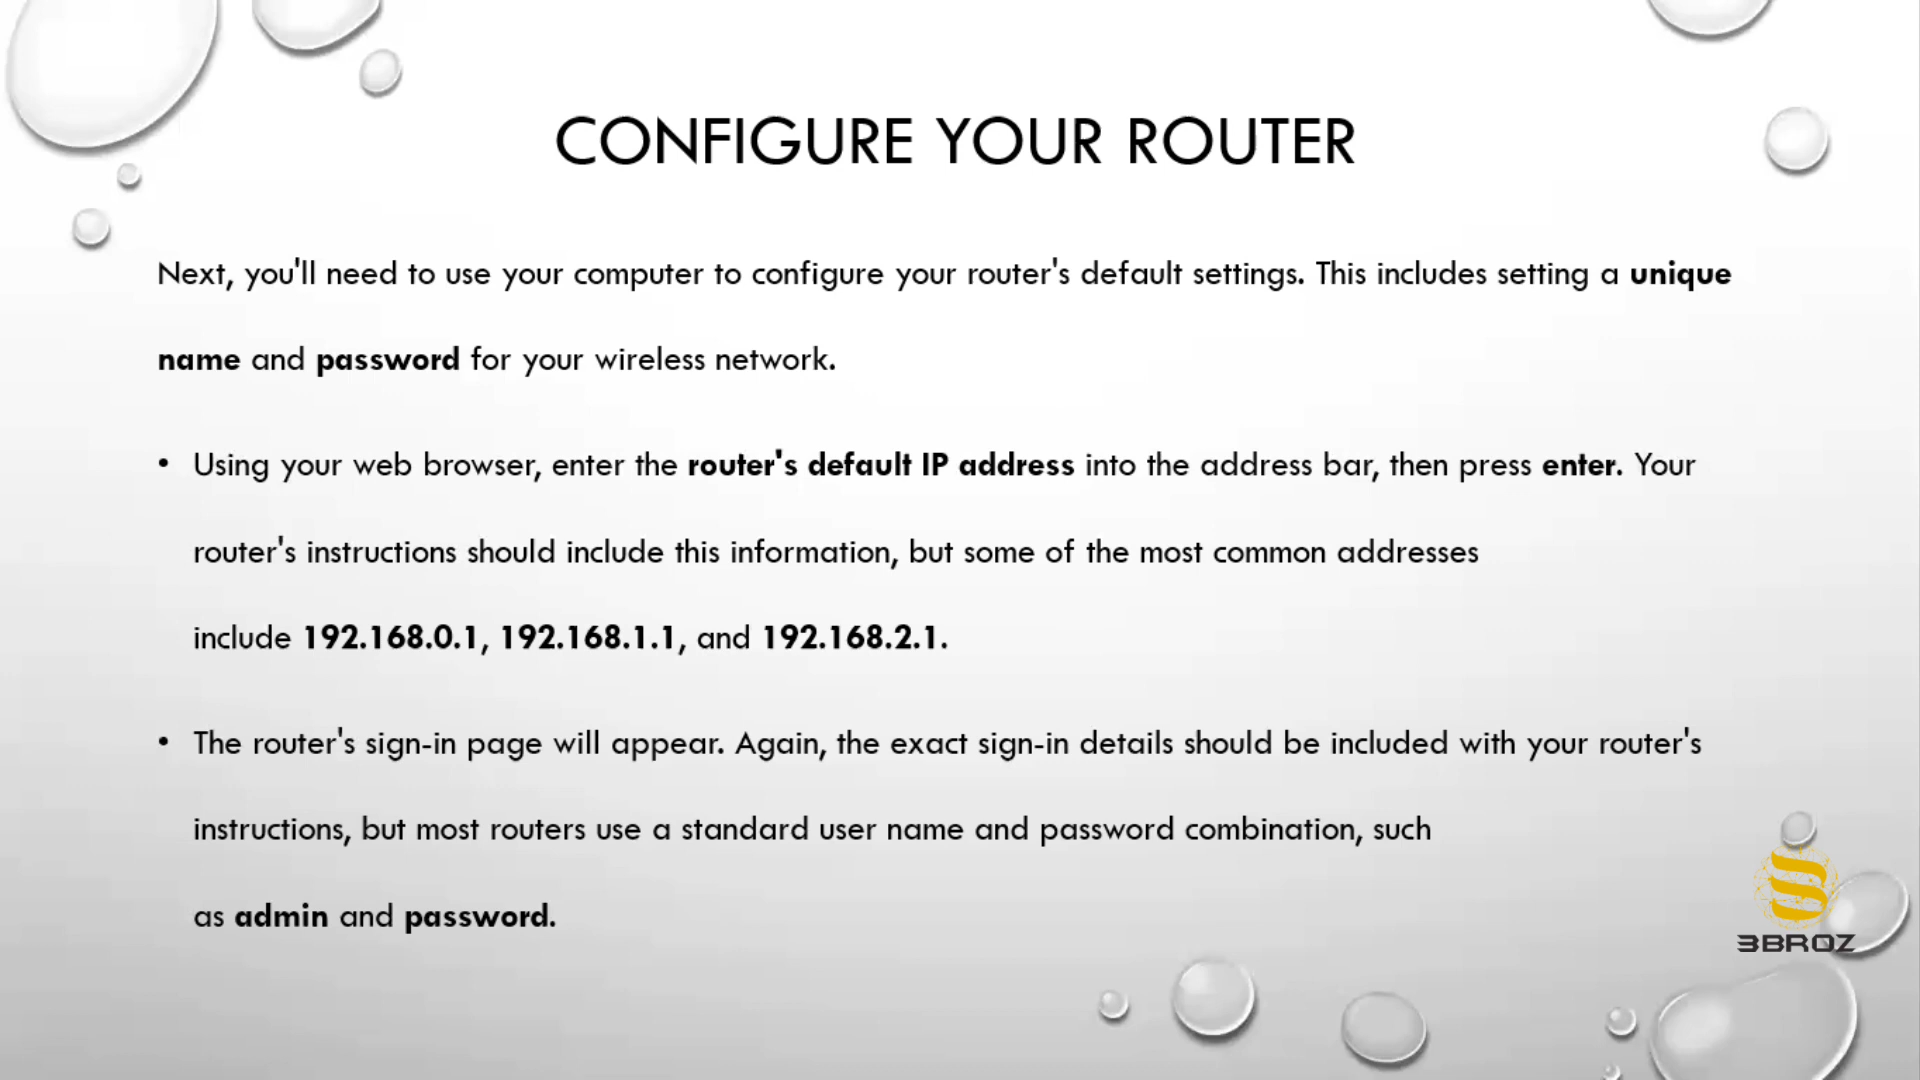 CONFIGURE YOUR ROUTER
Next, you'll need to use your computer to configure your router's default settings. This includes setting a unique
name and password for your wireless network.
• Using your web browser, enter the router's default IP address into the address bar, then press enter. Your
router's instructions should include this information, but some of the most common addresses
include 192.168.0.1, 192.168.1.1, and 192.168.2.1.
• The router's sign-in page will appear. Again, the exact sign-in details should be included with your router's
instructions, but most routers use a standard user name and password combination, such
as admin and password.
3BROZ